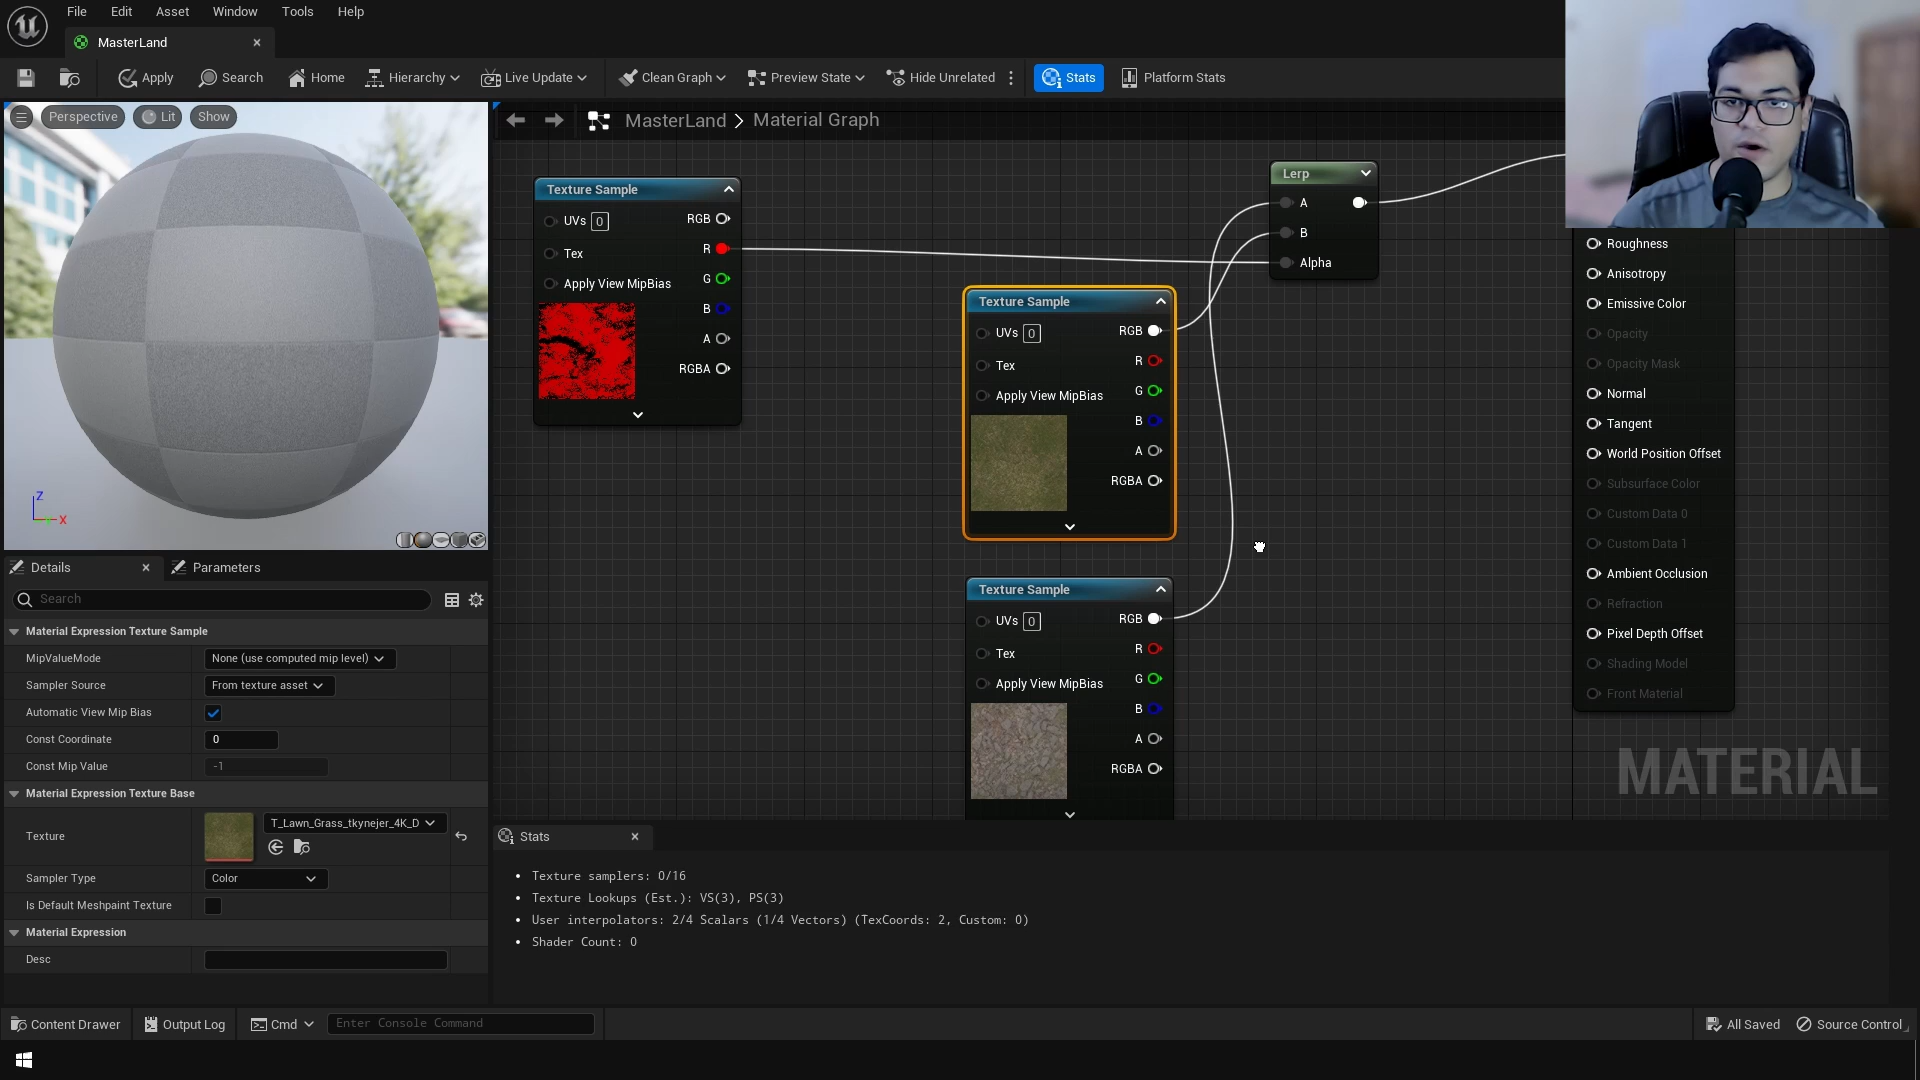 File Edit Asset Window Tools Help
MasterLand
Apply Search Home Hierarchy Live Update Clean Graph Preview State Hide Unrelated Stats Platform Stats
Perspective Lit Show
MasterLand > Material Graph
Texture Sample
UVs 0 RGB
Tex R
Apply View MipBias G
B
A
RGBA
Lerp
A
B
Alpha
Texture Sample
UVs 0 RGB
Tex R
Apply View MipBias G
B
A
RGBA
Texture Sample
UVs 0 RGB
Tex R
Apply View MipBias G
B
A
RGBA
Roughness
Anisotropy
Emissive Color
Opacity
Opacity Mask
Normal
Tangent
World Position Offset
Subsurface Color
Custom Data 0
Custom Data 1
Ambient Occlusion
Refraction
Pixel Depth Offset
Shading Model
Front Material
MATERIAL
Z
X
Details Parameters
Search
Material Expression Texture Sample
MipValueMode None (use computed mip level)
Sampler Source From texture asset
Automatic View Mip Bias
Const Coordinate 0
Const Mip Value -1
Material Expression Texture Base
Texture T_Lawn_Grass_tkynejer_4K_D
Sampler Type Color
Is Default Meshpaint Texture
Material Expression
Desc
Stats
Texture samplers: 0/16
Texture Lookups (Est.): VS(3), PS(3)
User interpolators: 2/4 Scalars (1/4 Vectors) (TexCoords: 2, Custom: 0)
Shader Count: 0
Content Drawer Output Log Cmd Enter Console Command All Saved Source Control